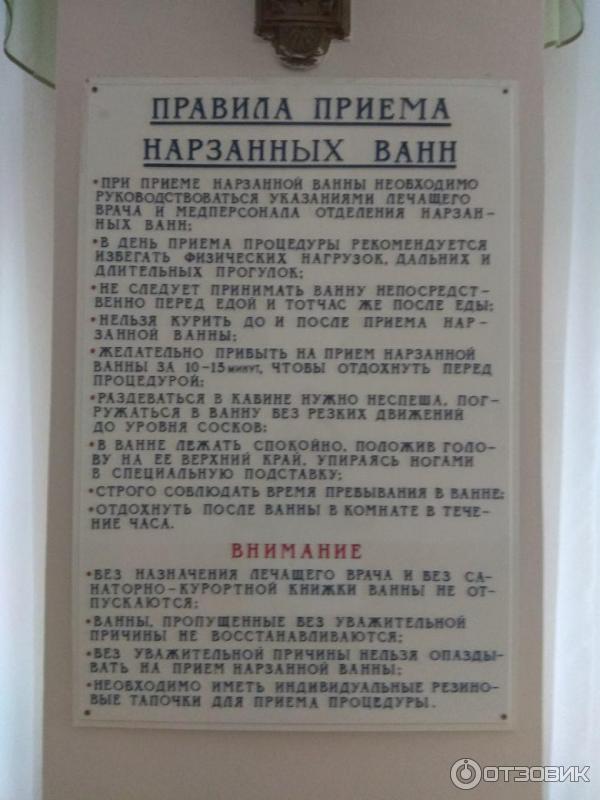 ПРАВИЛА ПРИЕМА
НАРЗАННЫХ ВАНН
•ПРИ ПРИЕМЕ НАРЗАННОЙ ВАННЫ НЕОБХОДИМО
РУКОВОДСТВОВАТЬСЯ УКАЗАНИЯМИ ЛЕЧАЩЕГО
ВРАЧА И МЕДПЕРСОНАЛА ОТДЕЛЕНИЯ НАРЗАН-
НЫХ ВАНН;
•В ДЕНЬ ПРИЕМА ПРОЦЕДУРЫ РЕКОМЕНДУЕТСЯ
ИЗБЕГАТЬ ФИЗИЧЕСКИХ НАГРУЗОК, ДАЛЬНИХ И
ДЛИТЕЛЬНЫХ ПРОГУЛОК;
•НЕ СЛЕДУЕТ ПРИНИМАТЬ ВАННУ НЕПОСРЕДСТ-
ВЕННО ПЕРЕД ЕДОЙ И ТОТЧАС ЖЕ ПОСЛЕ ЕДЫ;
•НЕЛЬЗЯ КУРИТЬ ДО И ПОСЛЕ ПРИЕМА НАР-
ЗАННОЙ ВАННЫ;
•ЖЕЛАТЕЛЬНО ПРИБЫТЬ НА ПРИЕМ НАРЗАННОЙ
ВАННЫ ЗА 10-15 минут, ЧТОБЫ ОТДОХНУТЬ ПЕРЕД
ПРОЦЕДУРОЙ;
•РАЗДЕВАТЬСЯ В КАБИНЕ НУЖНО НЕСПЕША, ПОГ-
РУЖАТЬСЯ В ВАННУ БЕЗ РЕЗКИХ ДВИЖЕНИЙ
ДО УРОВНЯ СОСКОВ;
•В ВАННЕ ЛЕЖАТЬ СПОКОЙНО, ПОЛОЖИВ ГОЛО-
ВУ НА ЕЕ ВЕРХНИЙ КРАЙ, УПИРАЯСЬ НОГАМИ
В СПЕЦИАЛЬНУЮ ПОДСТАВКУ;
•СТРОГО СОБЛЮДАТЬ ВРЕМЯ ПРЕБЫВАНИЯ В ВАННЕ;
•ОТДОХНУТЬ ПОСЛЕ ВАННЫ В КОМНАТЕ В ТЕЧЕ-
НИЕ ЧАСА.
ВНИМАНИЕ
•БЕЗ НАЗНАЧЕНИЯ ЛЕЧАЩЕГО ВРАЧА И БЕЗ СА-
НАТОРНО-КУРОРТНОЙ КНИЖКИ ВАННЫ НЕ ОТ-
ПУСКАЮТСЯ;
•ВАННЫ, ПРОПУЩЕННЫЕ БЕЗ УВАЖИТЕЛЬНОЙ
ПРИЧИНЫ НЕ ВОССТАНАВЛИВАЮТСЯ;
•БЕЗ УВАЖИТЕЛЬНОЙ ПРИЧИНЫ НЕЛЬЗЯ ОПАЗДЫ-
ВАТЬ НА ПРИЕМ НАРЗАННОЙ ВАННЫ;
•НЕОБХОДИМО ИМЕТЬ ИНДИВИДУАЛЬНЫЕ РЕЗИНО-
ВЫЕ ТАПОЧКИ ДЛЯ ПРИЕМА ПРОЦЕДУРЫ.
ОТЗОВИК